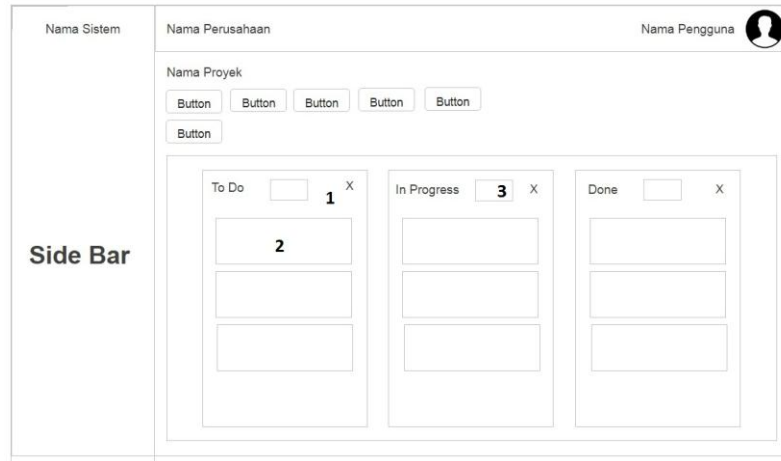 Nama Sistem
Nama Perusahaan
Nama Pengguna
Nama Proyek
Button Button Button Button Button
Button
To Do 1 X
In Progress 3 X
Done X
2
Side Bar